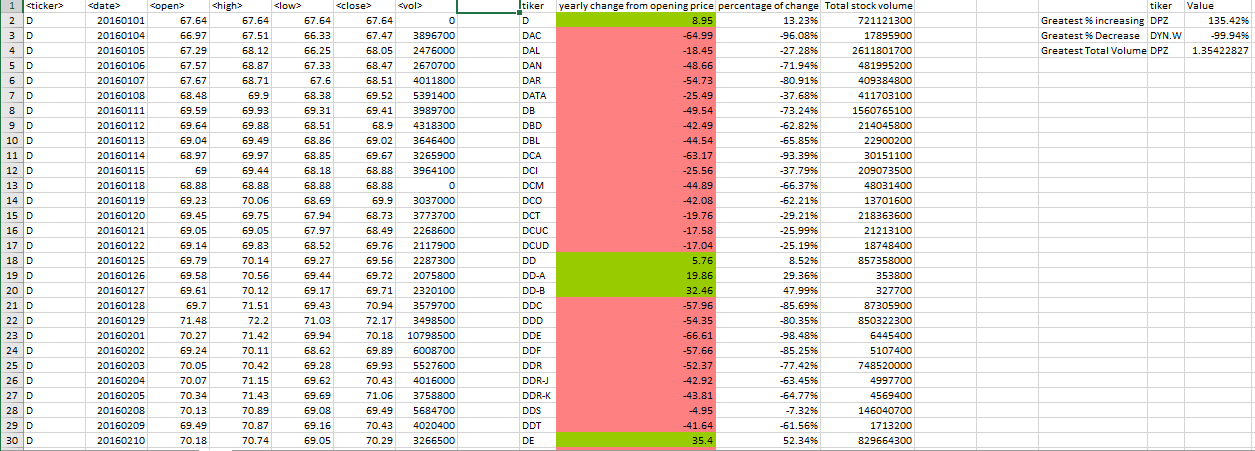 1 <ticker> <date> <open> <high> <low> <close> <vol> tiker yearly change from opening price percentage of change Total stock volume tiker Value
2 D 20160101 67.64 67.64 67.64 67.64 0 D 8.95 13.23% 721121300 Greatest % increasing DPZ 135.42%
3 D 20160104 66.97 67.51 66.33 67.47 3896700 DAC -64.99 -96.08% 17895900 Greatest % Decrease DYN.W -99.94%
4 D 20160105 67.29 68.12 66.25 68.05 2476000 DAL -18.45 -27.28% 2611801700 Greatest Total Volume DPZ 1.35422827
5 D 20160106 67.57 68.87 67.33 68.47 2670700 DAN -48.66 -71.94% 481995200
6 D 20160107 67.67 68.71 67.6 68.51 4011800 DAR -54.73 -80.91% 409384800
7 D 20160108 68.48 69.9 68.38 69.52 5391400 DATA -25.49 -37.68% 411703100
8 D 20160111 69.59 69.93 69.31 69.41 3989700 DB -49.54 -73.24% 1560765100
9 D 20160112 69.64 69.88 68.51 68.9 4318300 DBD -42.49 -62.82% 214045800
10 D 20160113 69.04 69.49 68.86 69.02 3646400 DBL -44.54 -65.85% 22900200
11 D 20160114 68.97 69.97 68.85 69.67 3265900 DCA -63.17 -93.39% 30151100
12 D 20160115 69 69.44 68.18 68.88 3964100 DCI -25.56 -37.79% 209073500
13 D 20160118 68.88 68.88 68.88 68.88 0 DCM -44.89 -66.37% 48031400
14 D 20160119 69.23 70.06 68.69 69.9 3037000 DCO -42.08 -62.21% 13701600
15 D 20160120 69.45 69.75 67.94 68.73 3773700 DCT -19.76 -29.21% 218363600
16 D 20160121 69.05 69.05 67.97 68.49 2268600 DCUC -17.58 -25.99% 21213100
17 D 20160122 69.14 69.83 68.52 69.76 2117900 DCUD -17.04 -25.19% 18748400
18 D 20160125 69.79 70.14 69.27 69.56 2287300 DD 5.76 8.52% 857358000
19 D 20160126 69.58 70.56 69.44 69.72 2075800 DD-A 19.86 29.36% 353800
20 D 20160127 69.61 70.12 69.17 69.71 2320100 DD-B 32.46 47.99% 327700
21 D 20160128 69.7 71.51 69.43 70.94 3579700 DDC -57.96 -85.69% 87305900
22 D 20160129 71.48 72.2 71.03 72.17 3498500 DDD -54.35 -80.35% 850322300
23 D 20160201 70.27 71.42 69.94 70.18 10798500 DDE -66.61 -98.48% 6445400
24 D 20160202 69.24 70.11 68.62 69.89 6008700 DDF -57.66 -85.25% 5107400
25 D 20160203 70.05 70.42 69.28 69.93 5527600 DDR -52.37 -77.42% 748520000
26 D 20160204 70.07 71.15 69.62 70.43 4016000 DDR-J -42.92 -63.45% 4997700
27 D 20160205 70.34 71.43 69.69 71.06 3758800 DDR-K -43.81 -64.77% 4569400
28 D 20160208 70.13 70.89 69.08 69.49 5684700 DDS -4.95 -7.32% 146040700
29 D 20160209 69.49 70.87 69.16 70.43 4020400 DDT -41.64 -61.56% 1713200
30 D 20160210 70.18 70.74 69.05 70.29 3266500 DE 35.4 52.34% 829664300